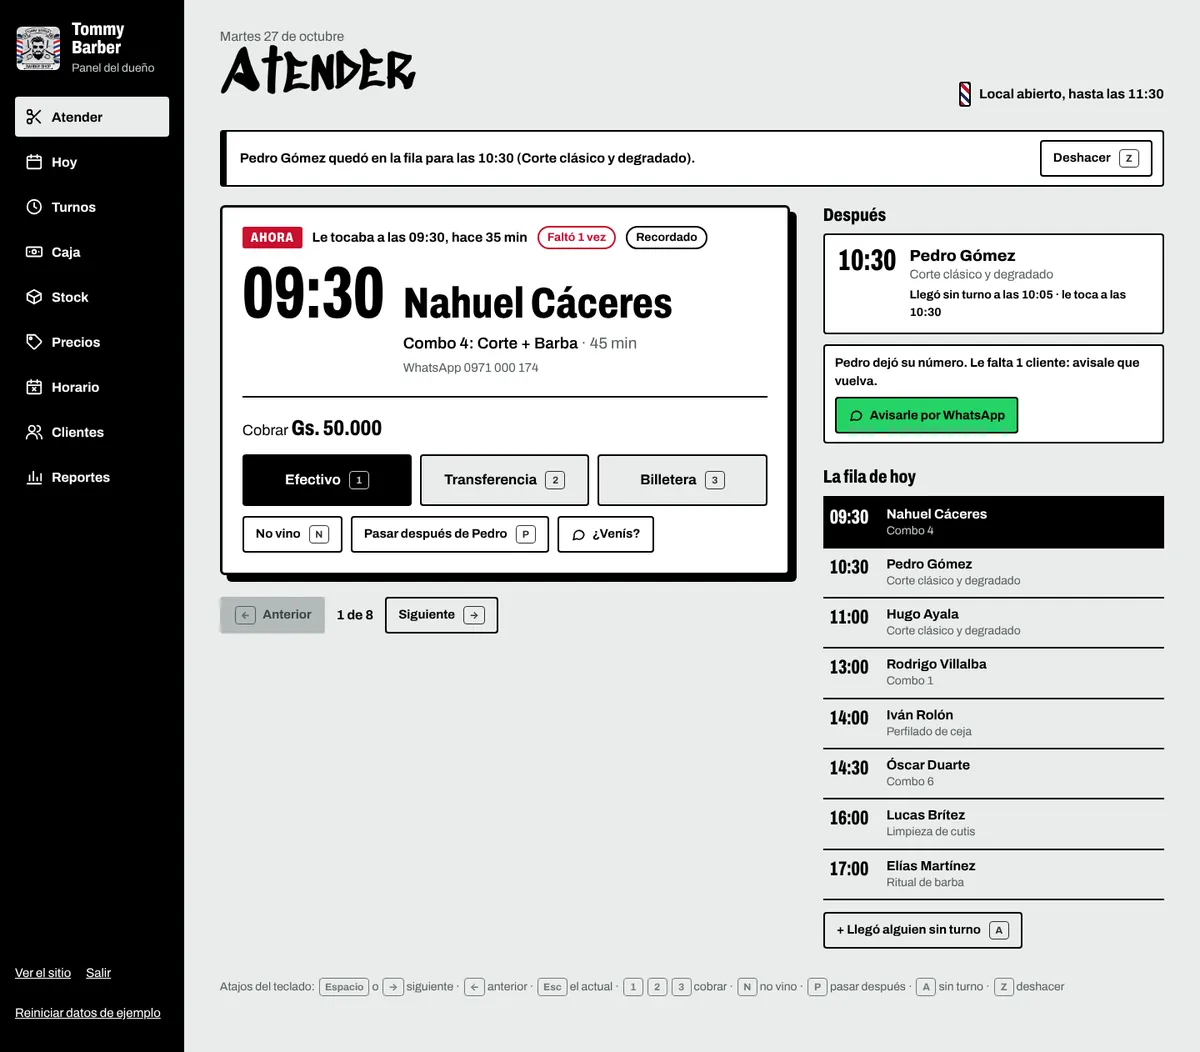 Tommy
Barber
Panel del dueño
Atender
Hoy
Turnos
Caja
Stock
Precios
Horario
Clientes
Reportes
Ver el sitio
Salir
Reiniciar datos de ejemplo
Martes 27 de octubre
ATENDER
Local abierto, hasta las 11:30
Pedro Gómez quedó en la fila para las 10:30 (Corte clásico y degradado).
Deshacer Z
AHORA Le tocaba a las 09:30, hace 35 min Faltó 1 vez Recordado
09:30 Nahuel Cáceres
Combo 4: Corte + Barba · 45 min
WhatsApp 0971 000 174
Cobrar Gs. 50.000
Efectivo 1
Transferencia 2
Billetera 3
No vino N
Pasar después de Pedro P
¿Venís?
← Anterior
1 de 8
Siguiente →
Después
10:30 Pedro Gómez
Corte clásico y degradado
Llegó sin turno a las 10:05 · le toca a las
10:30
Pedro dejó su número. Le falta 1 cliente: avisale que
vuelva.
Avisarle por WhatsApp
La fila de hoy
09:30 Nahuel Cáceres
Combo 4
10:30 Pedro Gómez
Corte clásico y degradado
11:00 Hugo Ayala
Corte clásico y degradado
13:00 Rodrigo Villalba
Combo 1
14:00 Iván Rolón
Perfilado de ceja
14:30 Óscar Duarte
Combo 6
16:00 Lucas Brítez
Limpieza de cutis
17:00 Elías Martínez
Ritual de barba
+ Llegó alguien sin turno A
Atajos del teclado: Espacio o → siguiente · ← anterior · Esc el actual · 1 2 3 cobrar · N no vino · P pasar después · A sin turno · Z deshacer